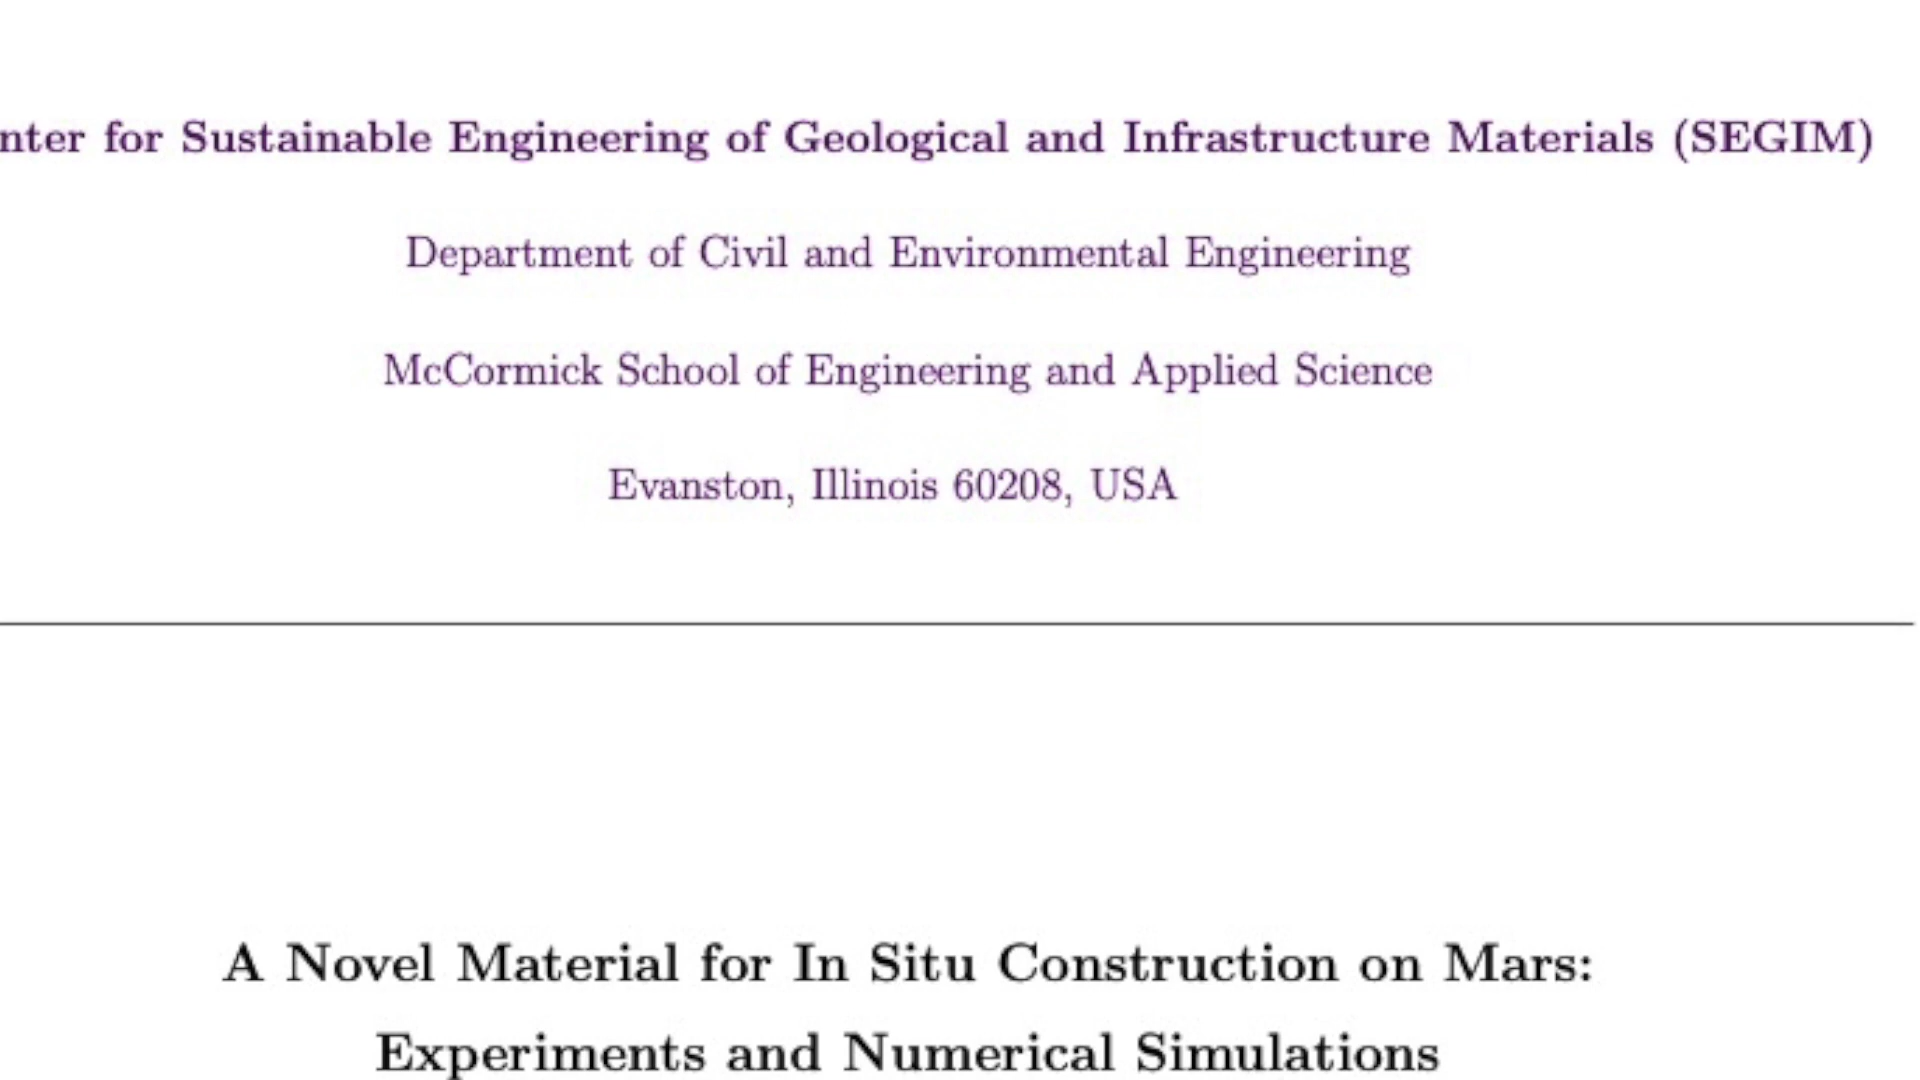 nter for Sustainable Engineering of Geological and Infrastructure Materials (SEGIM)
Department of Civil and Environmental Engineering
McCormick School of Engineering and Applied Science
Evanston, Illinois 60208, USA
A Novel Material for In Situ Construction on Mars:
Experiments and Numerical Simulations